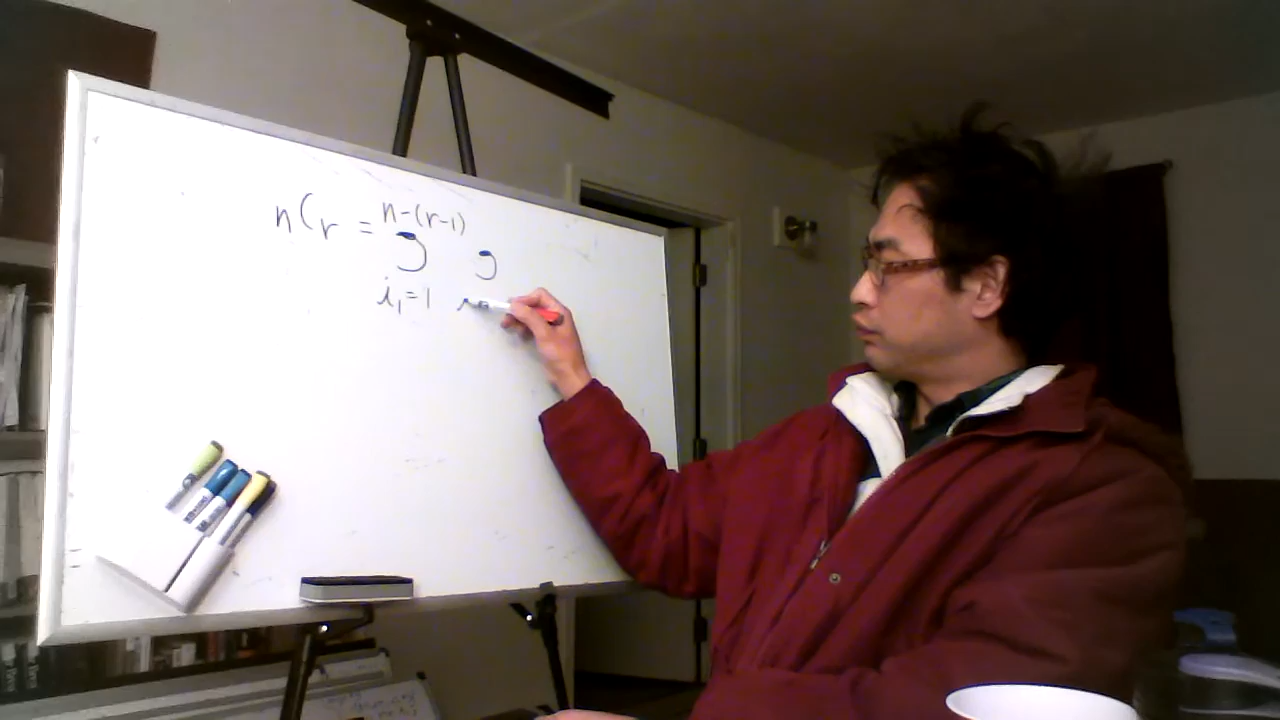 n-(r-1)
nCr = Ʒ Ʒ
i₁=1 i